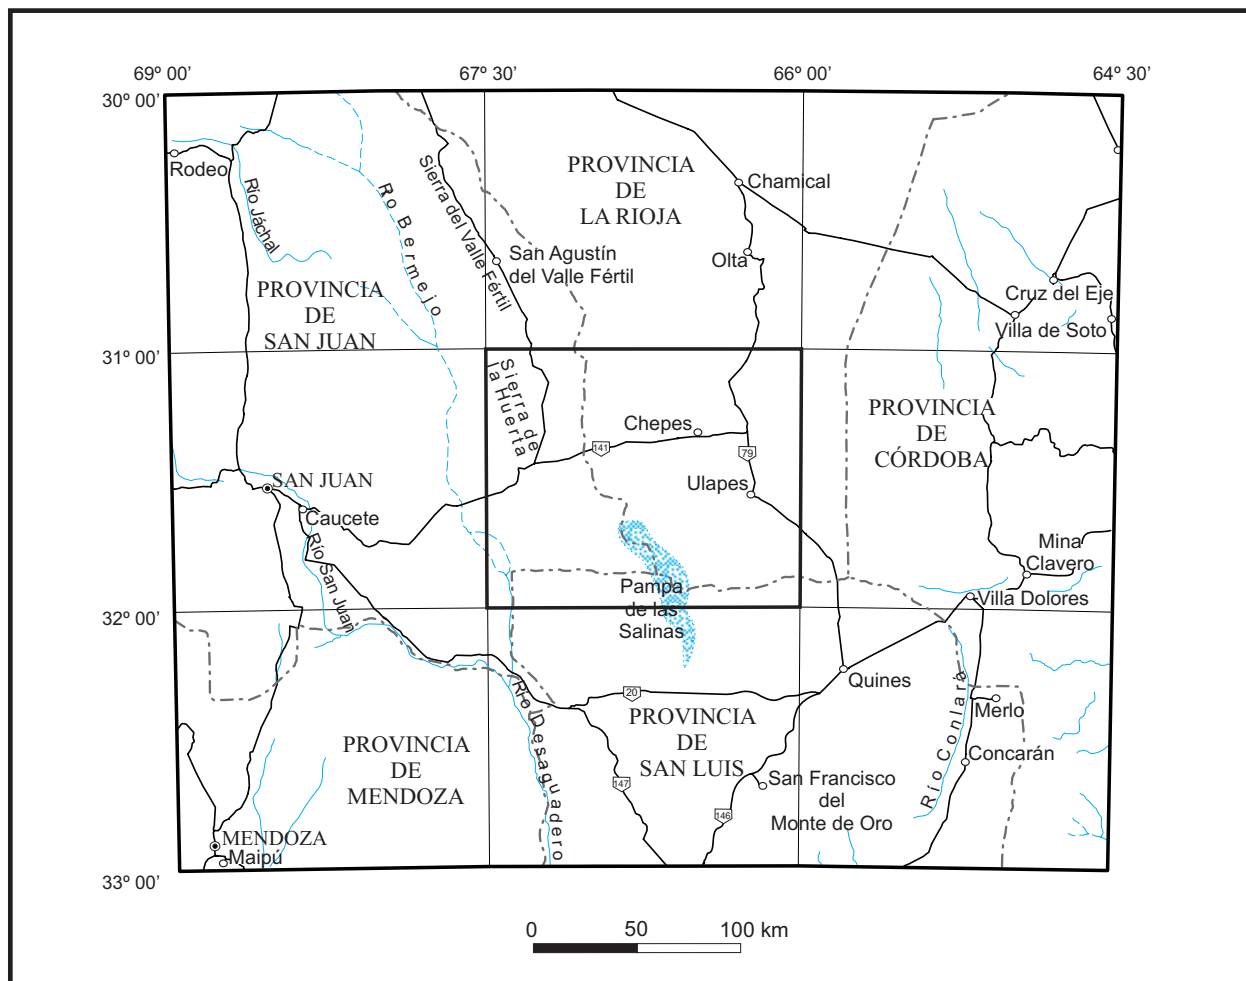 69º 00’
67º 30’
66º 00’
64º 30’
30º 00’
31º 00’
32º 00’
33º 00’
Rodeo
Río Jáchal
Ro Bermejo
Sierra del Valle Fértil
San Agustín
del Valle Fértil
PROVINCIA
DE
LA RIOJA
Chamical
Olta
Cruz del Eje
Villa de Soto
PROVINCIA
DE
SAN JUAN
Sierra de
la Huerta
Chepes
141
79
Ulapes
PROVINCIA
DE
CÓRDOBA
SAN JUAN
Caucete
Río San Juan
Mina
Clavero
Villa Dolores
Pampa
de las
Salinas
Quines
20
Río Desaguadero
PROVINCIA
DE
SAN LUIS
147
146
San Francisco
del
Monte de Oro
Río Conlara
Merlo
Concarán
PROVINCIA
DE
MENDOZA
MENDOZA
Maipú
0
50
100 km